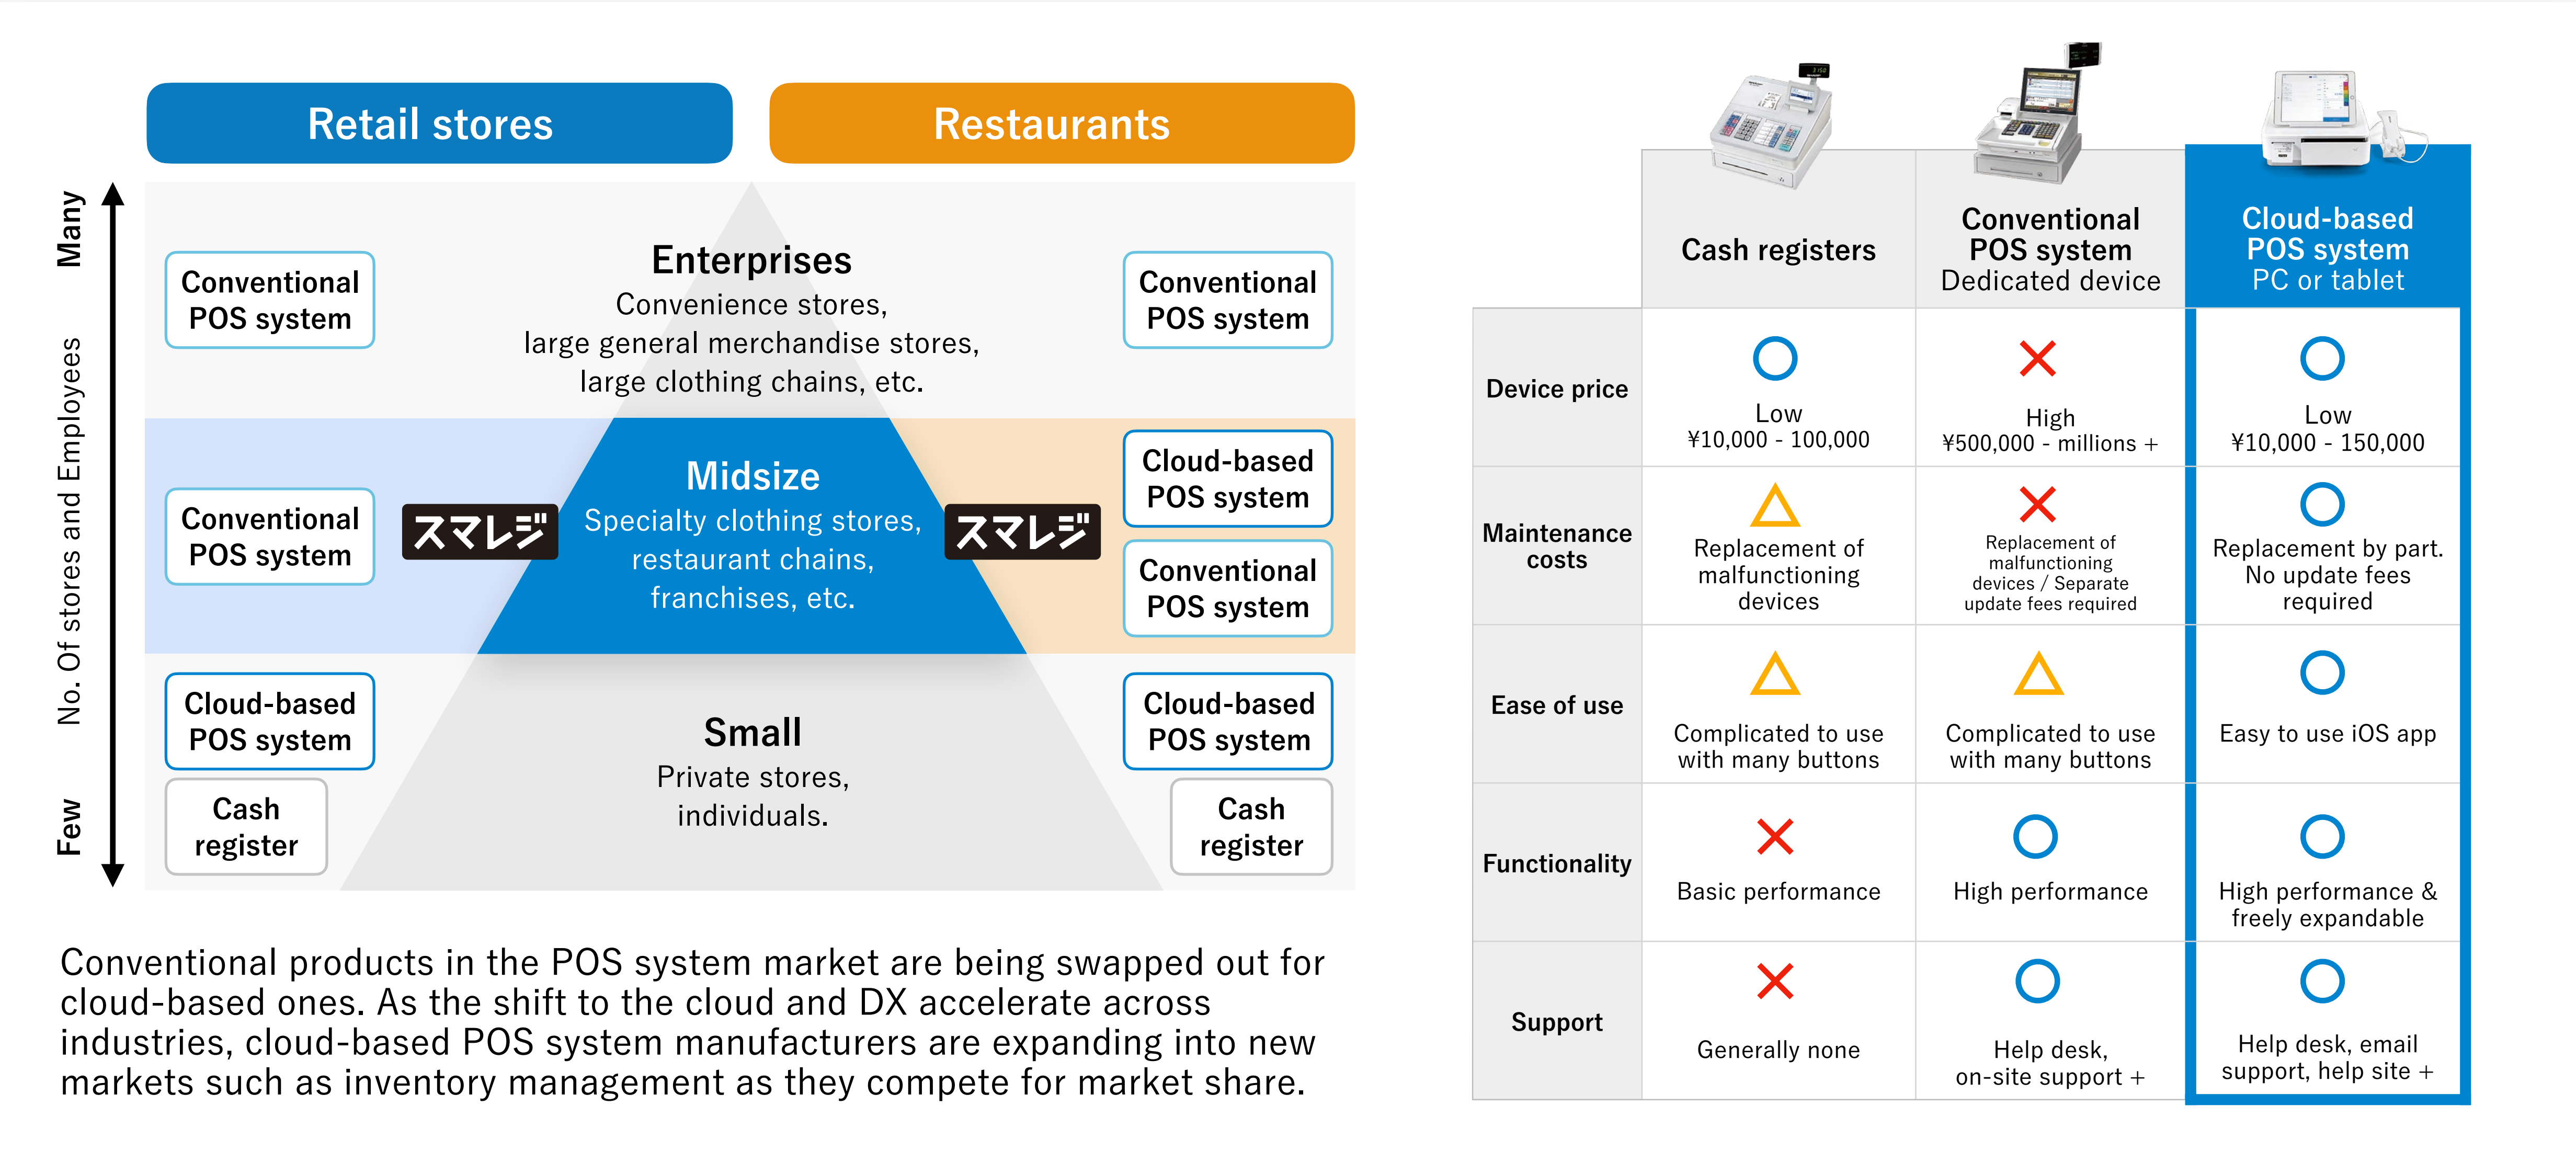 Retail stores
Restaurants
Many
No. Of stores and Employees
Few
Conventional
POS system
Enterprises
Convenience stores,
large general merchandise stores,
large clothing chains, etc.
Conventional
POS system
Conventional
POS system
スマレジ
Midsize
Specialty clothing stores,
restaurant chains,
franchises, etc.
スマレジ
Cloud-based
POS system
Conventional
POS system
Cloud-based
POS system
Cash
register
Small
Private stores,
individuals.
Cloud-based
POS system
Cash
register
Conventional products in the POS system market are being swapped out for
cloud-based ones. As the shift to the cloud and DX accelerate across
industries, cloud-based POS system manufacturers are expanding into new
markets such as inventory management as they compete for market share.
Cash registers
Conventional
POS system
Dedicated device
Cloud-based
POS system
PC or tablet
Device price
Low
¥10,000 - 100,000
High
¥500,000 - millions +
Low
¥10,000 - 150,000
Maintenance
costs
Replacement of
malfunctioning
devices
Replacement of
malfunctioning
devices / Separate
update fees required
Replacement by part.
No update fees
required
Ease of use
Complicated to use
with many buttons
Complicated to use
with many buttons
Easy to use iOS app
Functionality
Basic performance
High performance
High performance &
freely expandable
Support
Generally none
Help desk,
on-site support +
Help desk, email
support, help site +